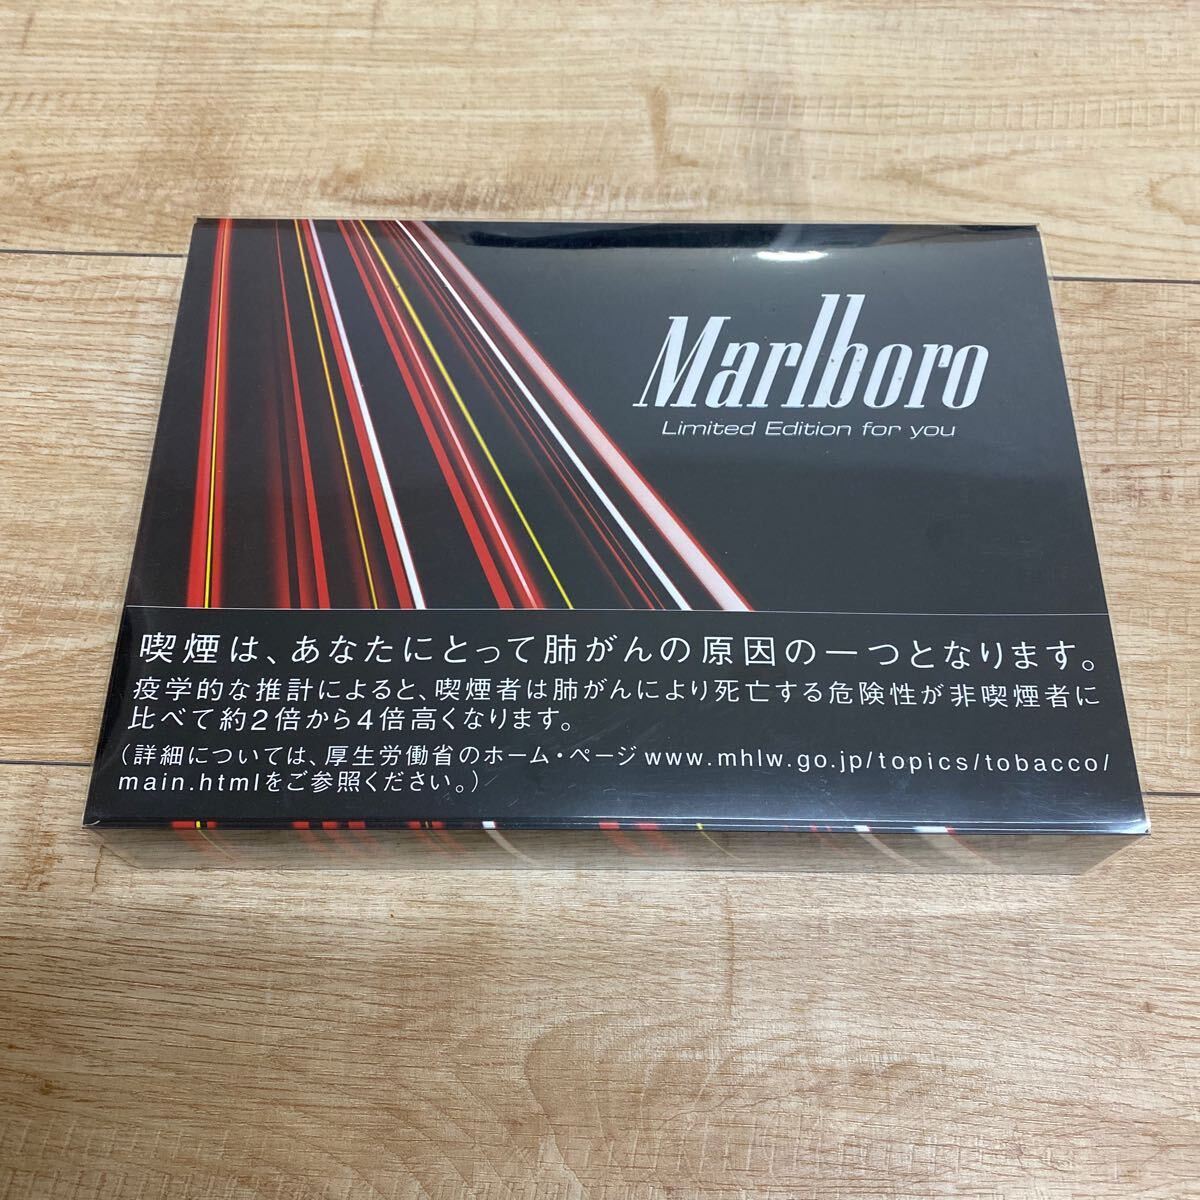 Marlboro
Limited Edition for you
喫煙は、あなたにとって肺がんの原因の一つとなります。
疫学的な推計によると、喫煙者は肺がんにより死亡する危険性が非喫煙者に
比べて約2倍から4倍高くなります。
(詳細については、厚生労働省のホーム・ページ www.mhlw.go.jp/topics/tobacco/
main.htmlをご参照ください。)